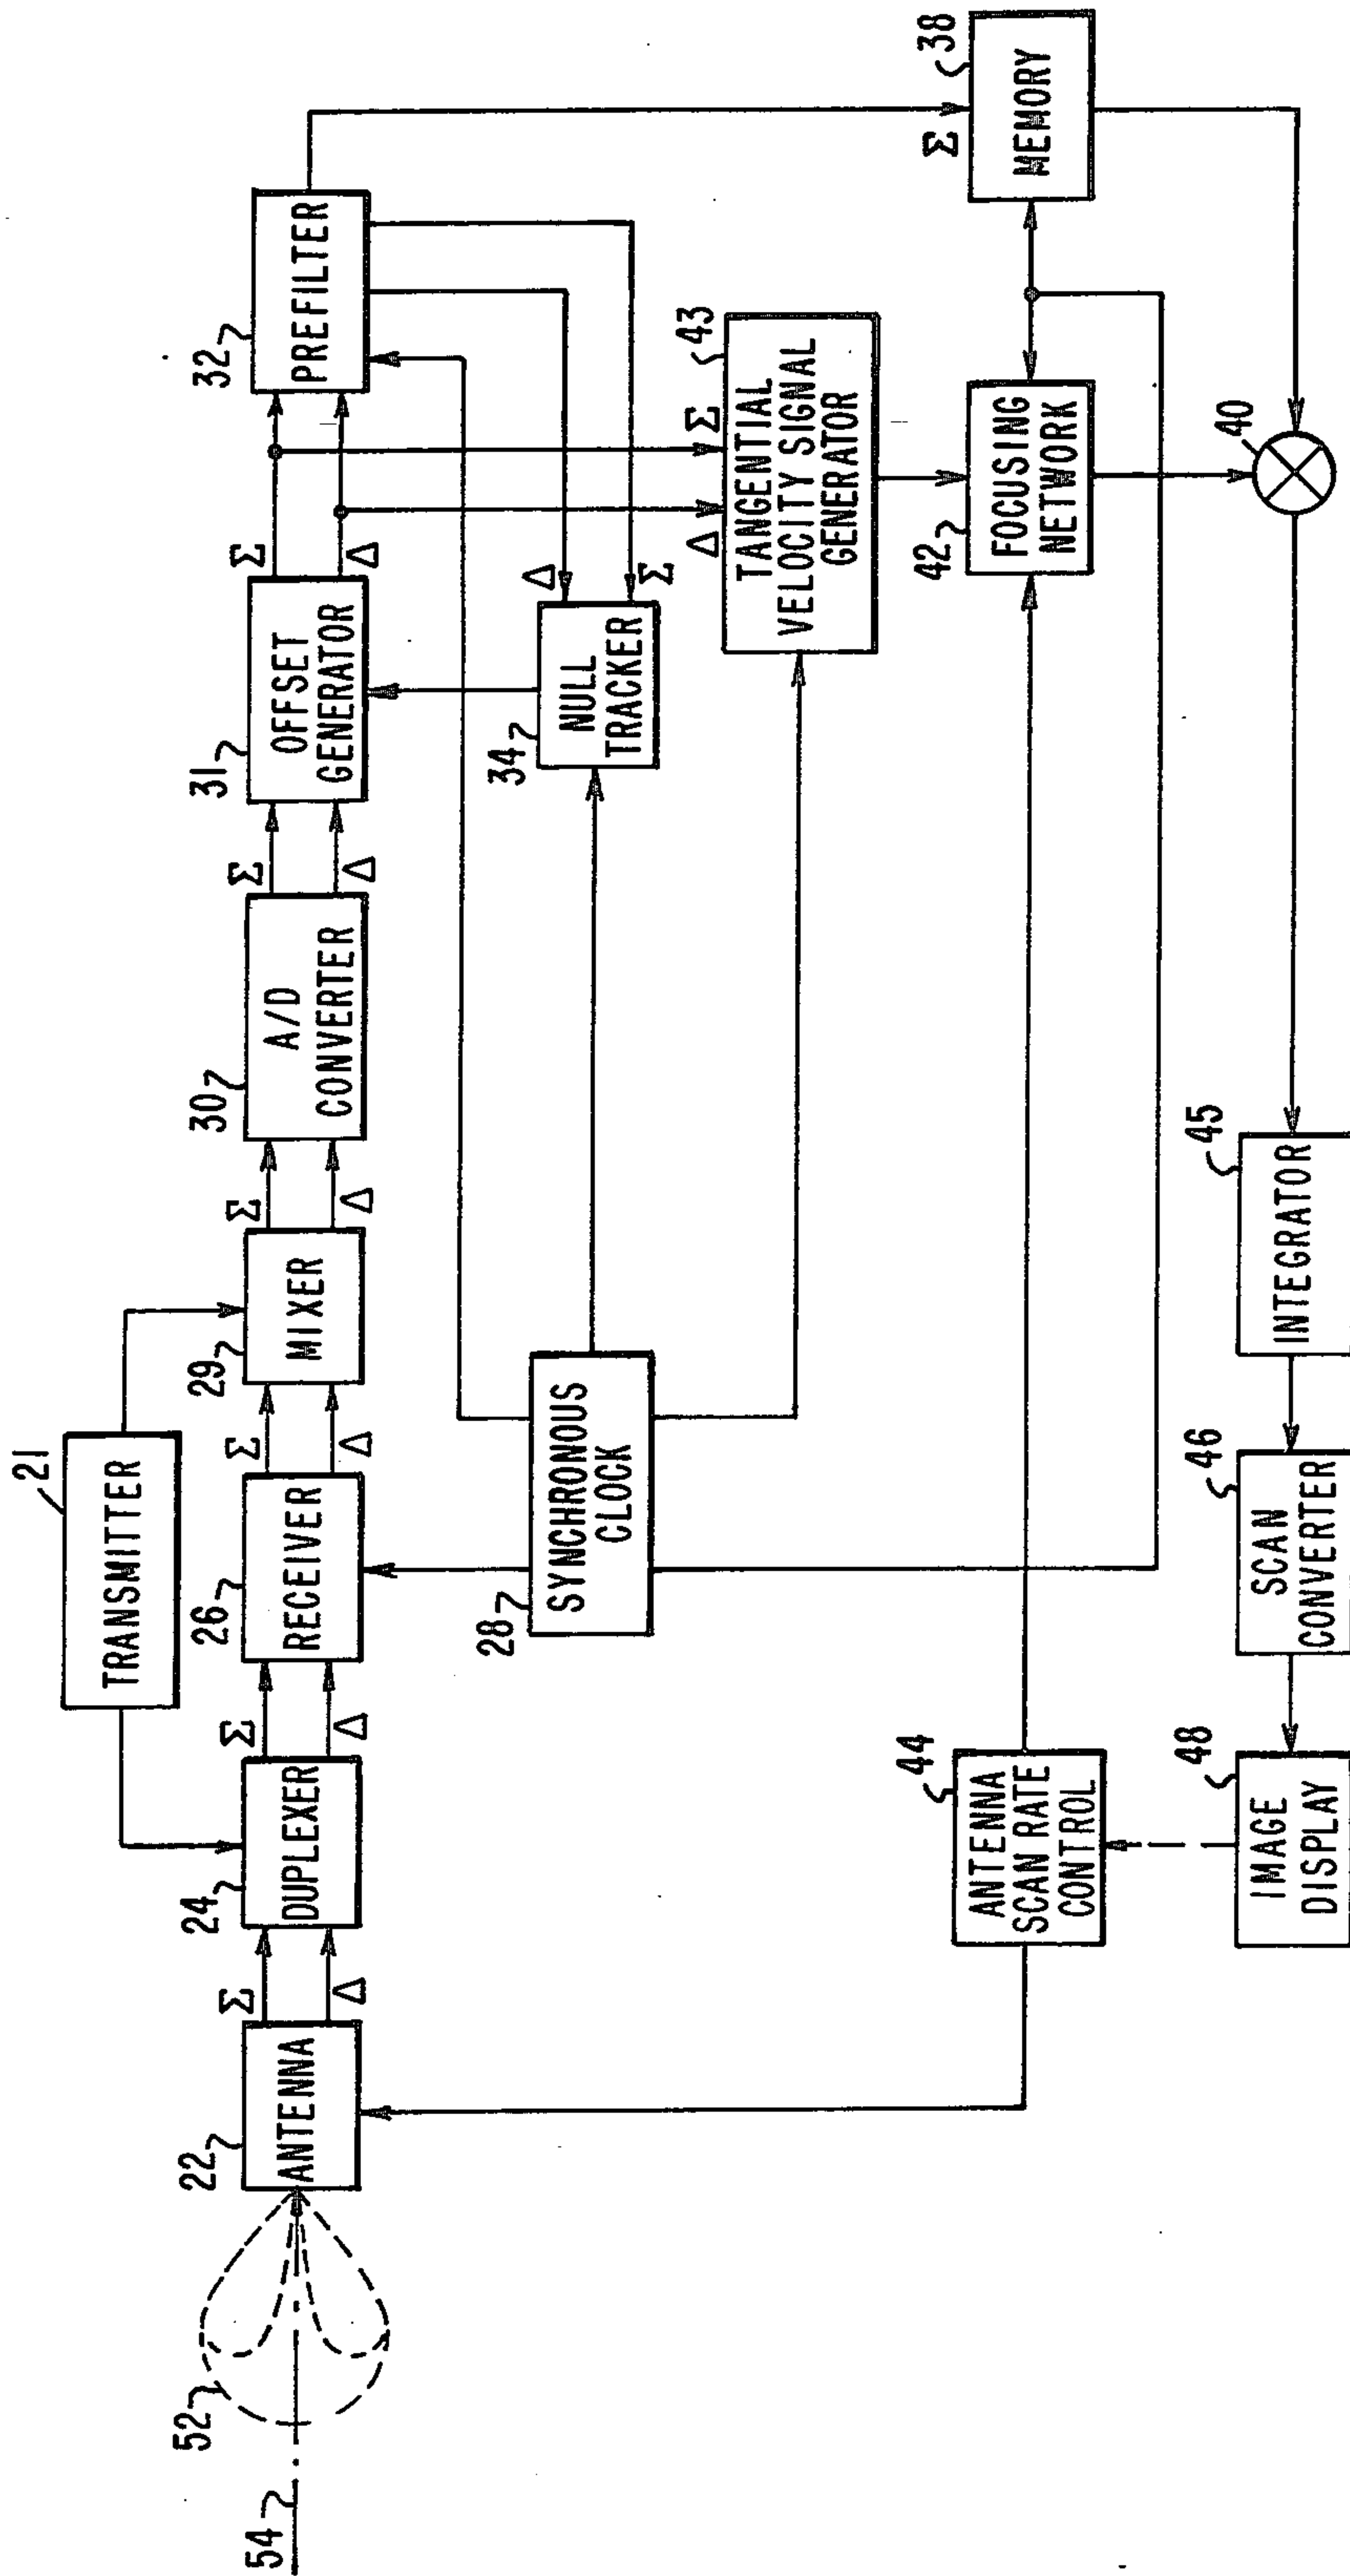 TRANSMITTER
21
54
52
22
ANTENNA
Σ
Δ
24
DUPLEXER
Σ
Δ
26
RECEIVER
Σ
Δ
29
MIXER
Σ
Δ
30
A/D
CONVERTER
Σ
Δ
31
OFFSET
GENERATOR
Σ
Δ
32
PREFILTER
28
SYNCHRONOUS
CLOCK
34
NULL
TRACKER
Δ
Σ
Δ
Σ
43
TANGENTIAL
VELOCITY SIGNAL
GENERATOR
44
ANTENNA
SCAN RATE
CONTROL
42
FOCUSING
NETWORK
Σ
38
MEMORY
40
48
IMAGE
DISPLAY
46
SCAN
CONVERTER
45
INTEGRATOR